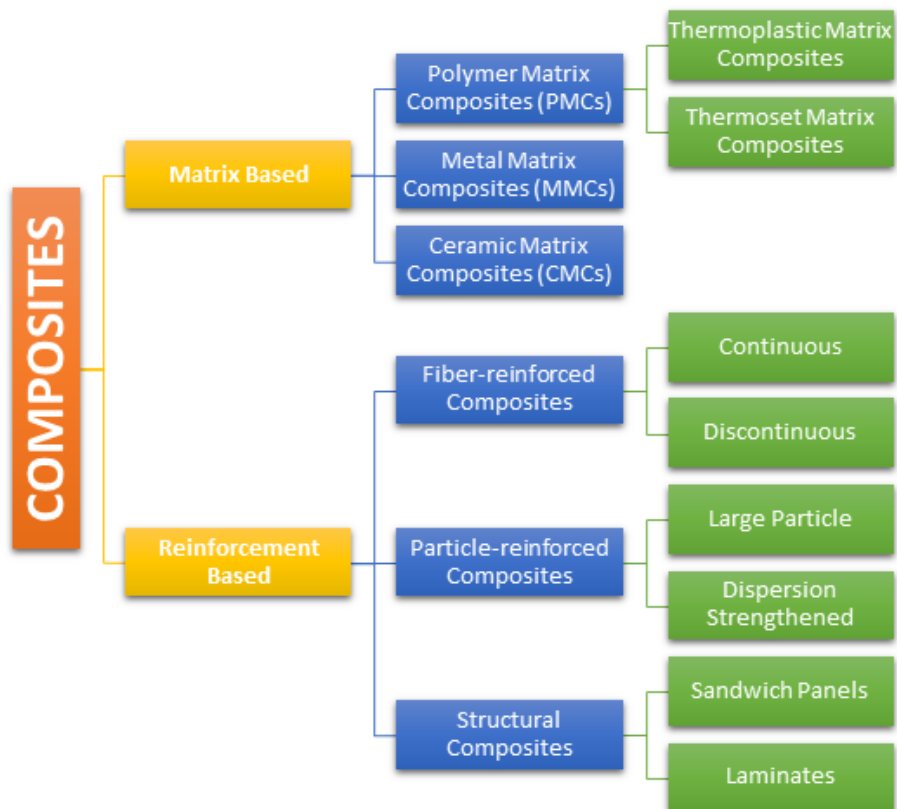 COMPOSITES
Matrix Based
Polymer Matrix
Composites (PMCs)
Thermoplastic Matrix
Composites
Thermoset Matrix
Composites
Metal Matrix
Composites (MMCs)
Ceramic Matrix
Composites (CMCs)
Reinforcement
Based
Fiber-reinforced
Composites
Continuous
Discontinuous
Particle-reinforced
Composites
Large Particle
Dispersion
Strengthened
Structural
Composites
Sandwich Panels
Laminates